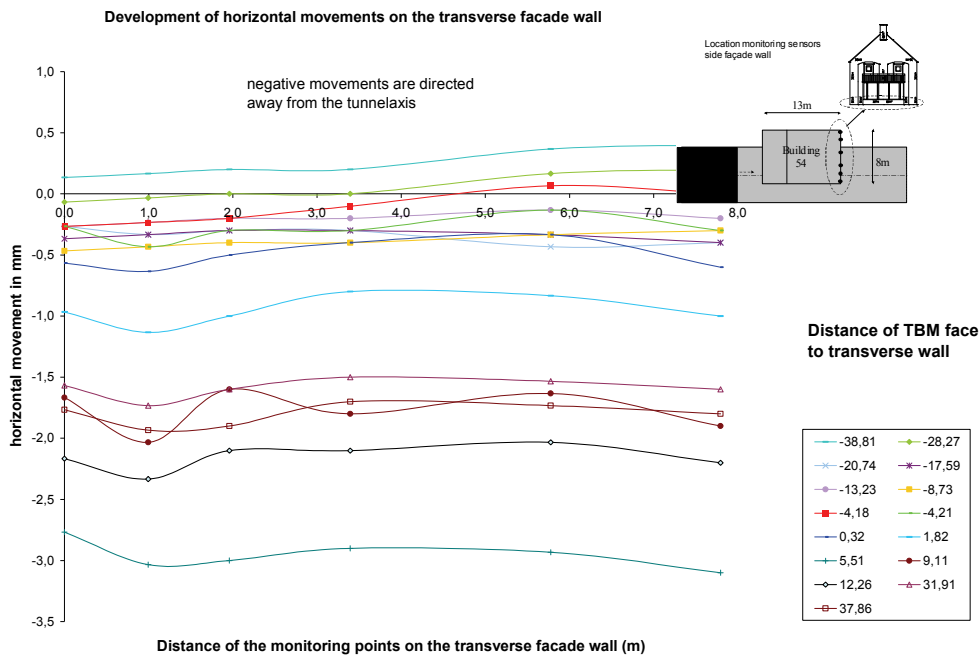 Development of horizontal movements on the transverse facade wall
Location monitoring sensors
side façade wall
negative movements are directed
away from the tunnelaxis
13m
Building
54
8m
1,0
0,5
0,0
-0,5
-1,0
-1,5
-2,0
-2,5
-3,0
-3,5
0,0 1,0 2,0 3,0 4,0 5,0 6,0 7,0 8,0
horizontal movement in mm
Distance of the monitoring points on the transverse facade wall (m)
Distance of TBM face
to transverse wall
-38,81 -28,27
-20,74 -17,59
-13,23 -8,73
-4,18 -4,21
0,32 1,82
5,51 9,11
12,26 31,91
37,86